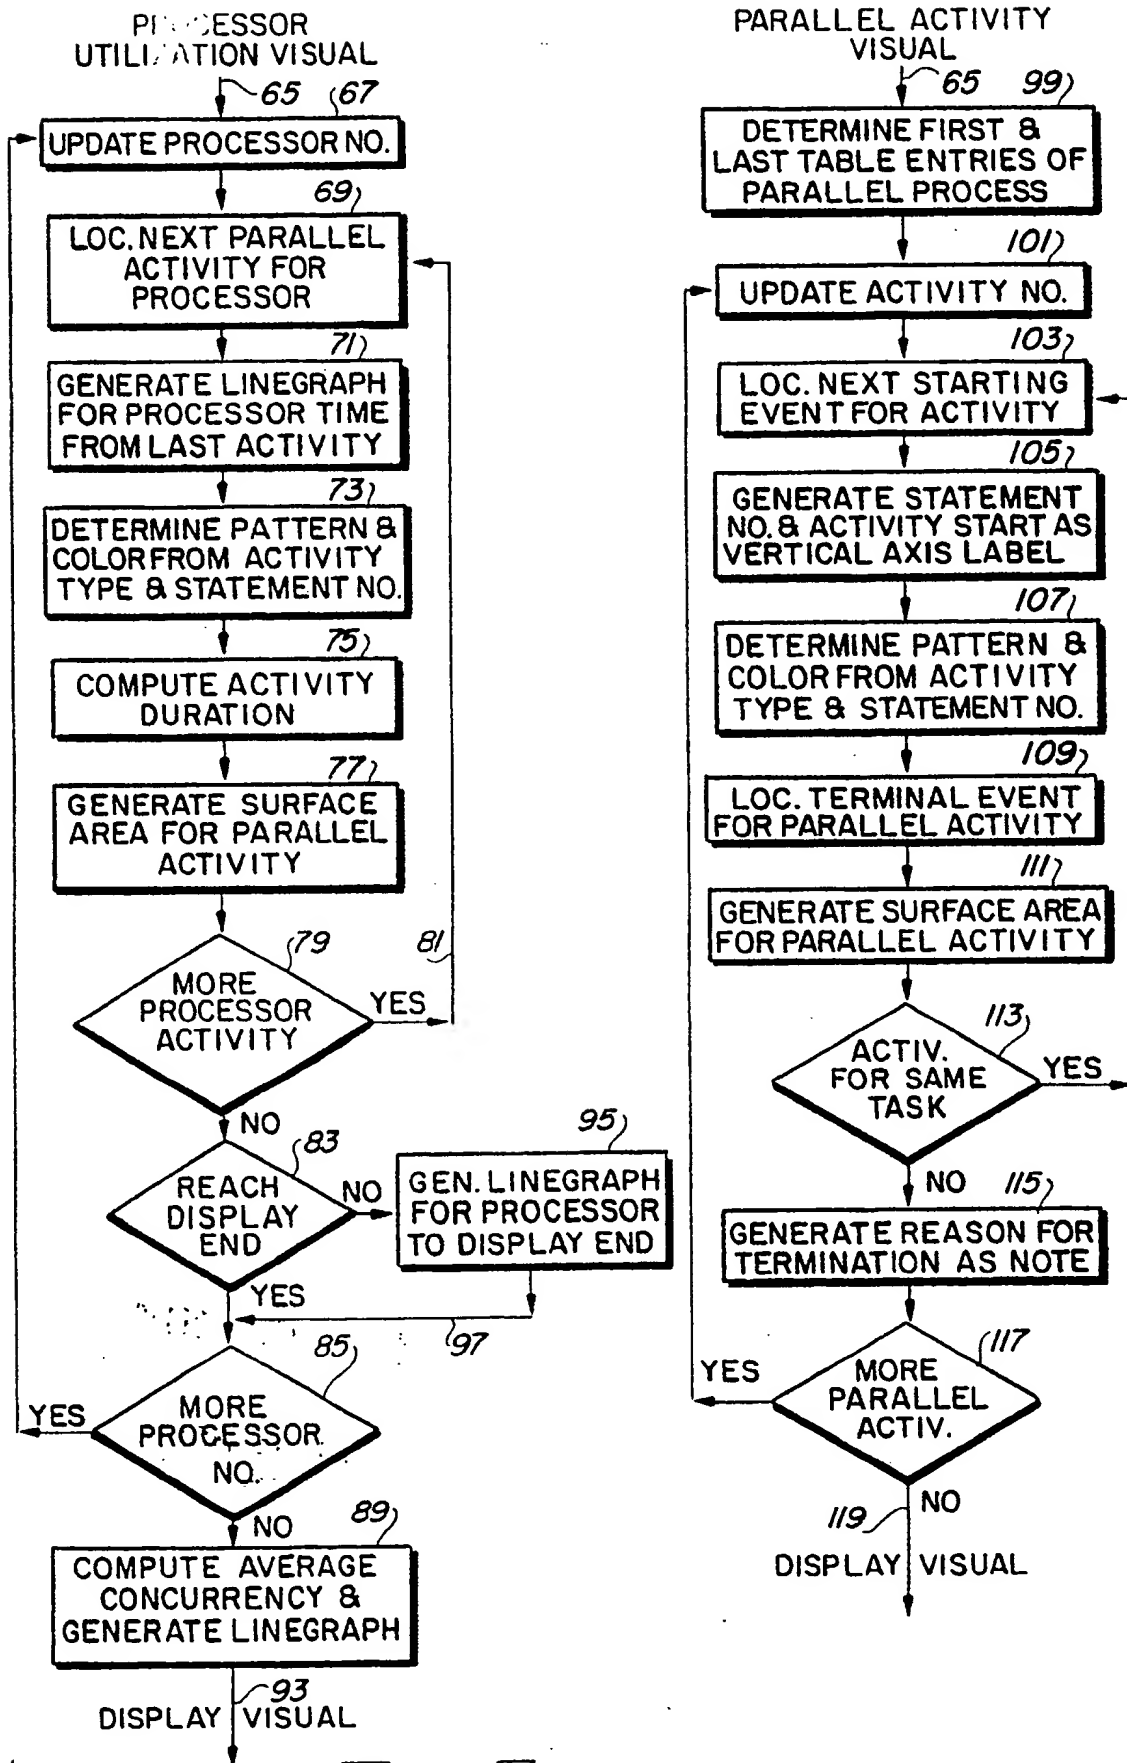 UTILIZATION VISUAL
65
67
UPDATE PROCESSOR NO.
69
LOC. NEXT PARALLEL
ACTIVITY FOR
PROCESSOR
71
GENERATE LINEGRAPH
FOR PROCESSOR TIME
FROM LAST ACTIVITY
73
DETERMINE PATTERN &
COLOR FROM ACTIVITY
TYPE & STATEMENT NO.
75
COMPUTE ACTIVITY
DURATION
77
GENERATE SURFACE
AREA FOR PARALLEL
ACTIVITY
79
81
MORE
PROCESSOR
ACTIVITY
YES
NO
83
REACH
DISPLAY
END
NO
95
GEN. LINEGRAPH
FOR PROCESSOR
TO DISPLAY END
YES
97
85
MORE
PROCESSOR
NO.
YES
NO
89
COMPUTE AVERAGE
CONCURRENCY &
GENERATE LINEGRAPH
93
DISPLAY VISUAL
PARALLEL ACTIVITY
VISUAL
65
99
DETERMINE FIRST &
LAST TABLE ENTRIES OF
PARALLEL PROCESS
101
UPDATE ACTIVITY NO.
103
LOC. NEXT STARTING
EVENT FOR ACTIVITY
105
GENERATE STATEMENT
NO. & ACTIVITY START AS
VERTICAL AXIS LABEL
107
DETERMINE PATTERN &
COLOR FROM ACTIVITY
TYPE & STATEMENT NO.
109
LOC. TERMINAL EVENT
FOR PARALLEL ACTIVITY
111
GENERATE SURFACE AREA
FOR PARALLEL ACTIVITY
113
ACTIV.
FOR SAME
TASK
YES
NO
115
GENERATE REASON FOR
TERMINATION AS NOTE
117
MORE
PARALLEL
ACTIV.
YES
NO
119
DISPLAY VISUAL